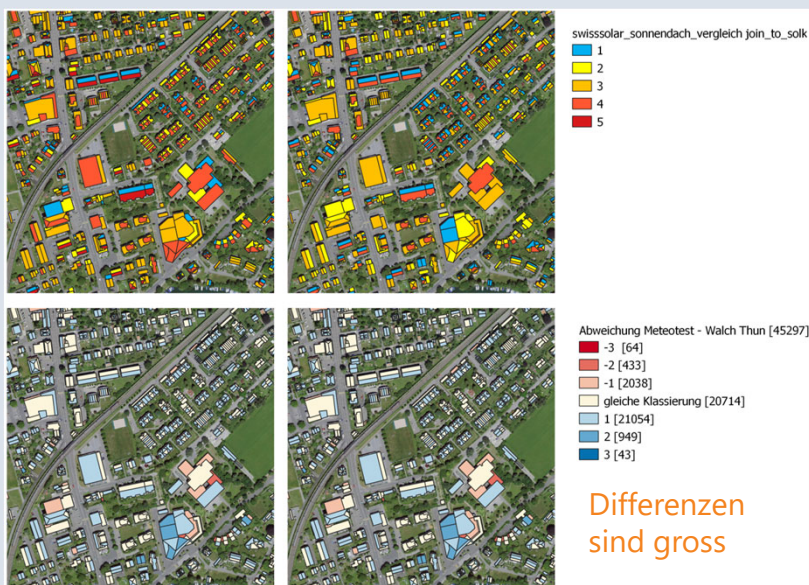 swisssolar_sonnendach_vergleich join_to_solk
1
2
3
4
5
Abweichung Meteotest - Walch Thun [45297]
-3 [64]
-2 [433]
-1 [2038]
gleiche Klassierung [20714]
1 [21054]
2 [949]
3 [43]
Differenzen
sind gross